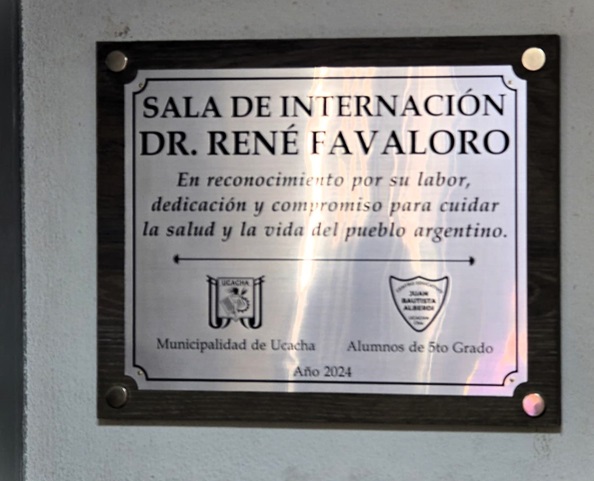 SALA DE INTERNACIÓN
DR. RENÉ FAVALORO
En reconocimiento por su labor,
dedicación y compromiso para cuidar
la salud y la vida del pueblo argentino.
UCACHA
JUAN
BAUTISTA
ALBERDI
Municipalidad de Ucacha
Alumnos de 5to Grado
Año 2024